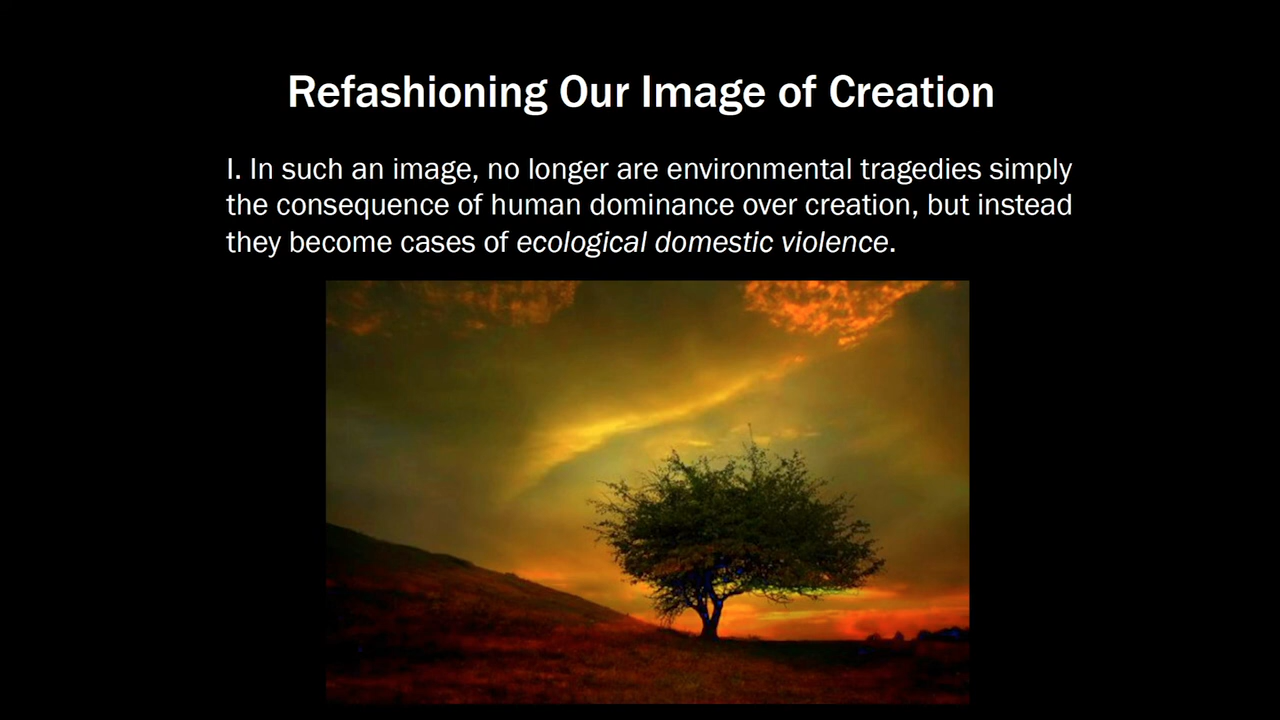 Refashioning Our Image of Creation
I. In such an image, no longer are environmental tragedies simply
the consequence of human dominance over creation, but instead
they become cases of ecological domestic violence.